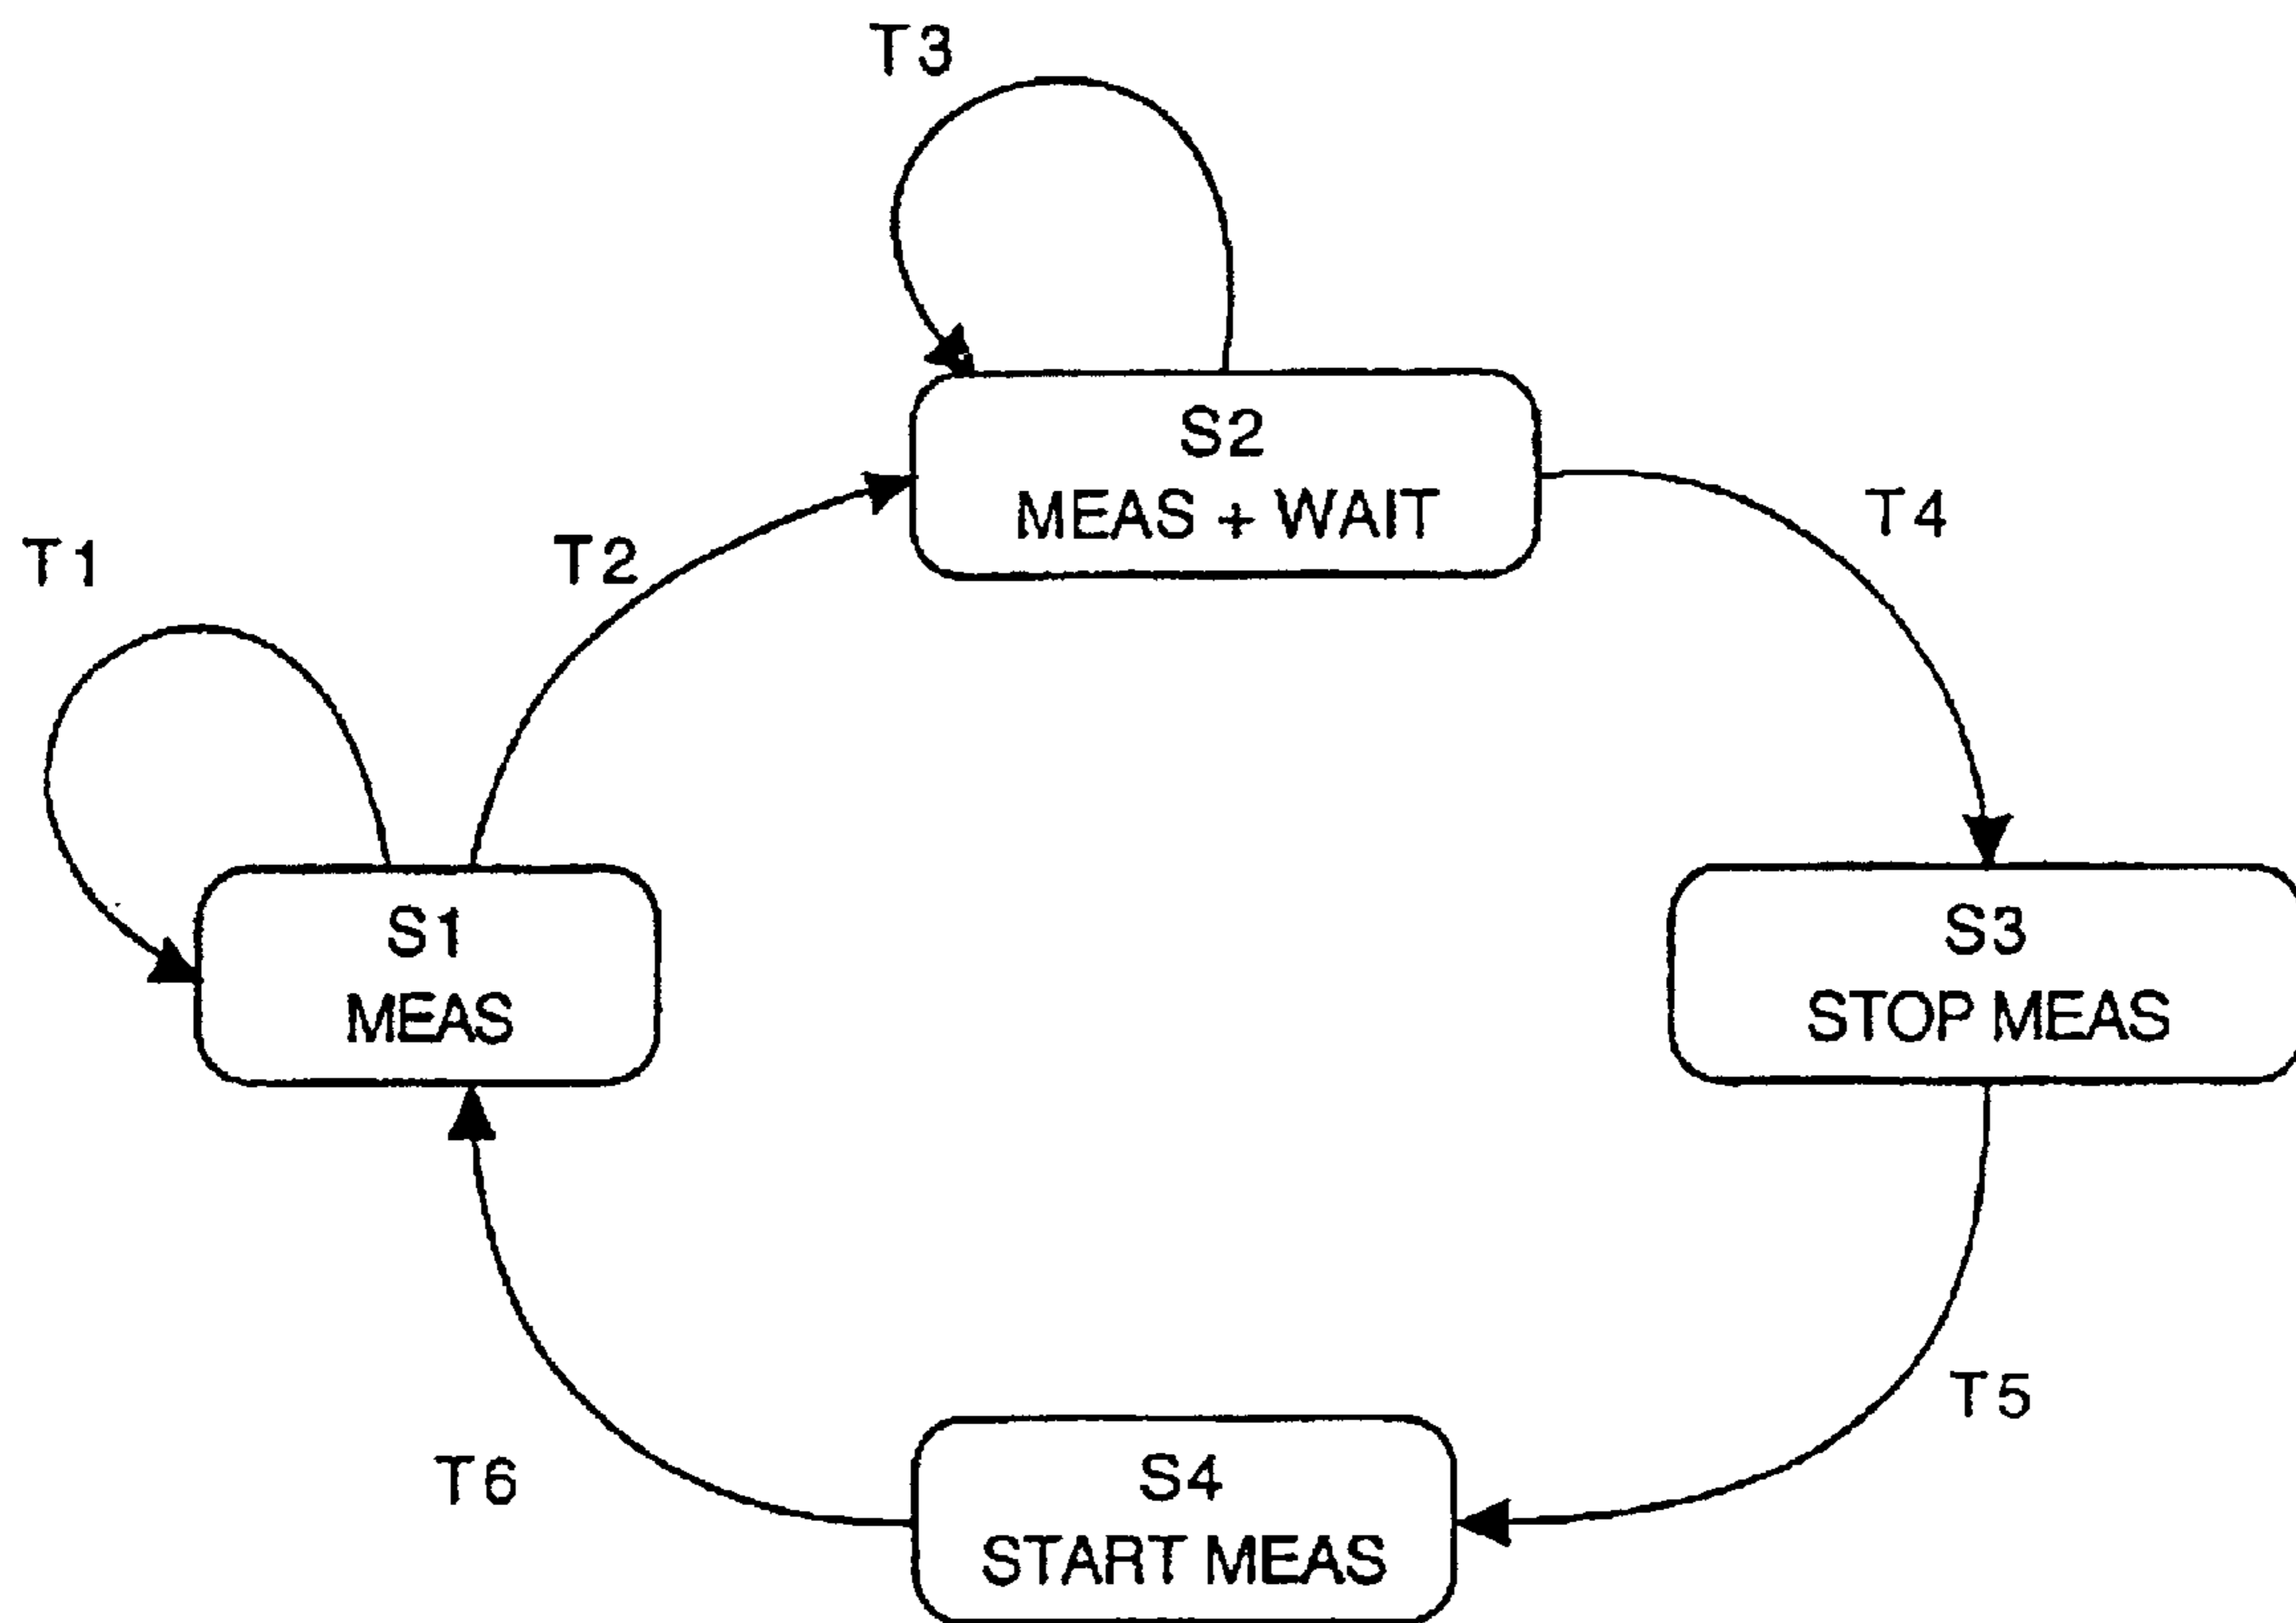 T3
S2
MEAS + WAIT
T4
T1
T2
S1
MEAS
S3
STOP MEAS
T5
T6
S4
START MEAS